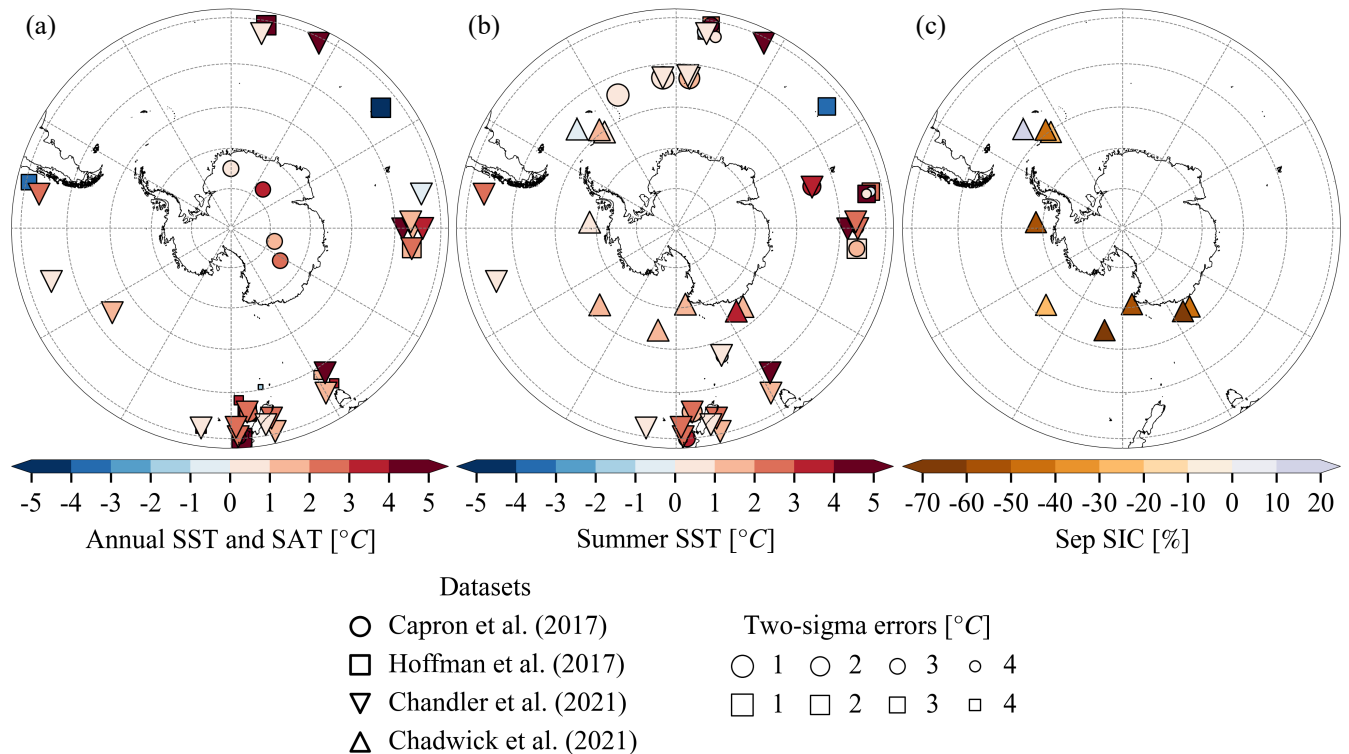 (a) (b) (c)
-5 -4 -3 -2 -1 0 1 2 3 4 5
Annual SST and SAT [°C]
-5 -4 -3 -2 -1 0 1 2 3 4 5
Summer SST [°C]
-70 -60 -50 -40 -30 -20 -10 0 10 20
Sep SIC [%]
Datasets
Capron et al. (2017)
Hoffman et al. (2017)
Chandler et al. (2021)
Chadwick et al. (2021)
Two-sigma errors [°C]
1 2 3 4
1 2 3 4